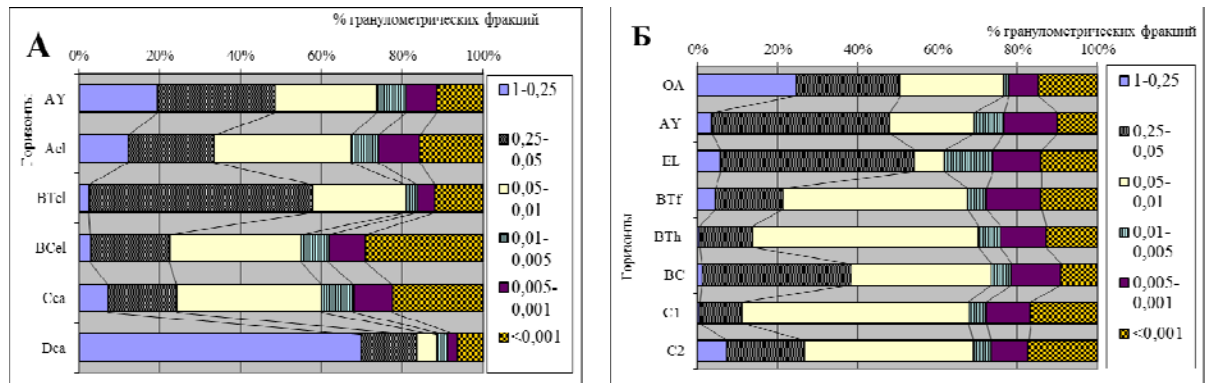 % гранулометрических фракций
А
0% 20% 40% 60% 80% 100%
Горизонты
AY
Ael
BTel
BCel
Cca
Dca
1-0,25
0,25-
0,05
0,05-
0,01
0,01-
0,005
0,005-
0,001
<0,001
% гранулометрических фракций
Б
0% 20% 40% 60% 80% 100%
Горизонты
OA
AY
EL
BTf
BTh
BC
C1
C2
1-0,25
0,25-
0,05
0,05-
0,01
0,01-
0,005
0,005-
0,001
<0,001